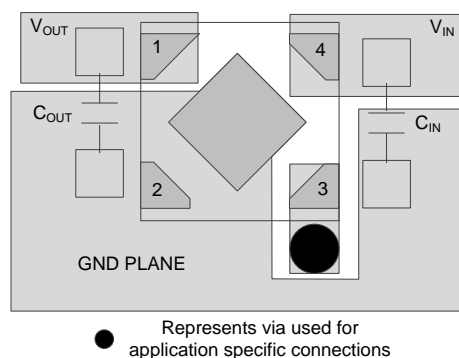 VOUT
1
4
VIN
COUT
CIN
2
3
GND PLANE
Represents via used for
application specific connections